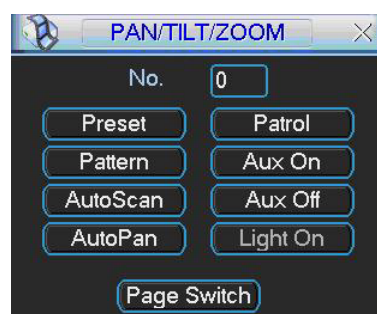 PAN/TILT/ZOOM
No. 0
Preset Patrol
Pattern Aux On
AutoScan Aux Off
AutoPan Light On
Page Switch